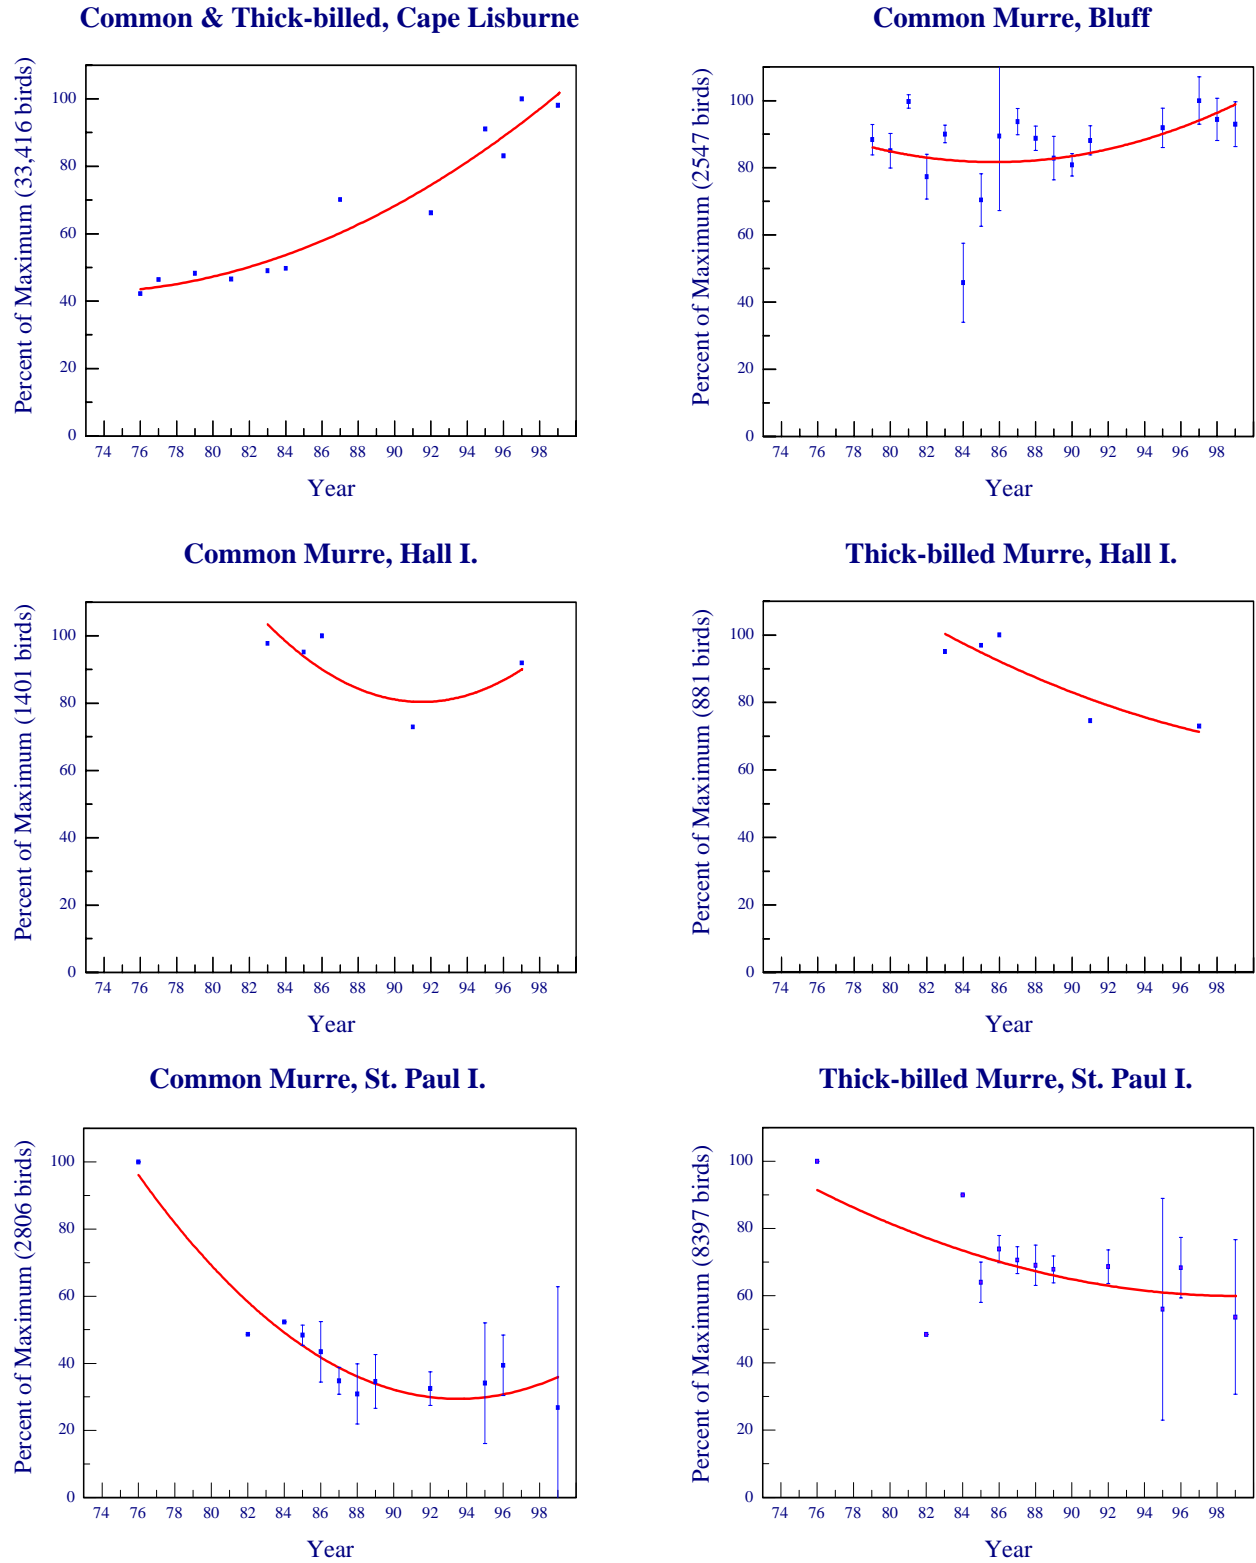 Common & Thick-billed, Cape Lisburne
Percent of Maximum (33,416 birds)
100
80
60
40
20
0
74 76 78 80 82 84 86 88 90 92 94 96 98
Year
Common Murre, Bluff
Percent of Maximum (2547 birds)
100
80
60
40
20
0
74 76 78 80 82 84 86 88 90 92 94 96 98
Year
Common Murre, Hall I.
Percent of Maximum (1401 birds)
100
80
60
40
20
0
74 76 78 80 82 84 86 88 90 92 94 96 98
Year
Thick-billed Murre, Hall I.
Percent of Maximum (881 birds)
100
80
60
40
20
0
74 76 78 80 82 84 86 88 90 92 94 96 98
Year
Common Murre, St. Paul I.
Percent of Maximum (2806 birds)
100
80
60
40
20
0
74 76 78 80 82 84 86 88 90 92 94 96 98
Year
Thick-billed Murre, St. Paul I.
Percent of Maximum (8397 birds)
100
80
60
40
20
0
74 76 78 80 82 84 86 88 90 92 94 96 98
Year